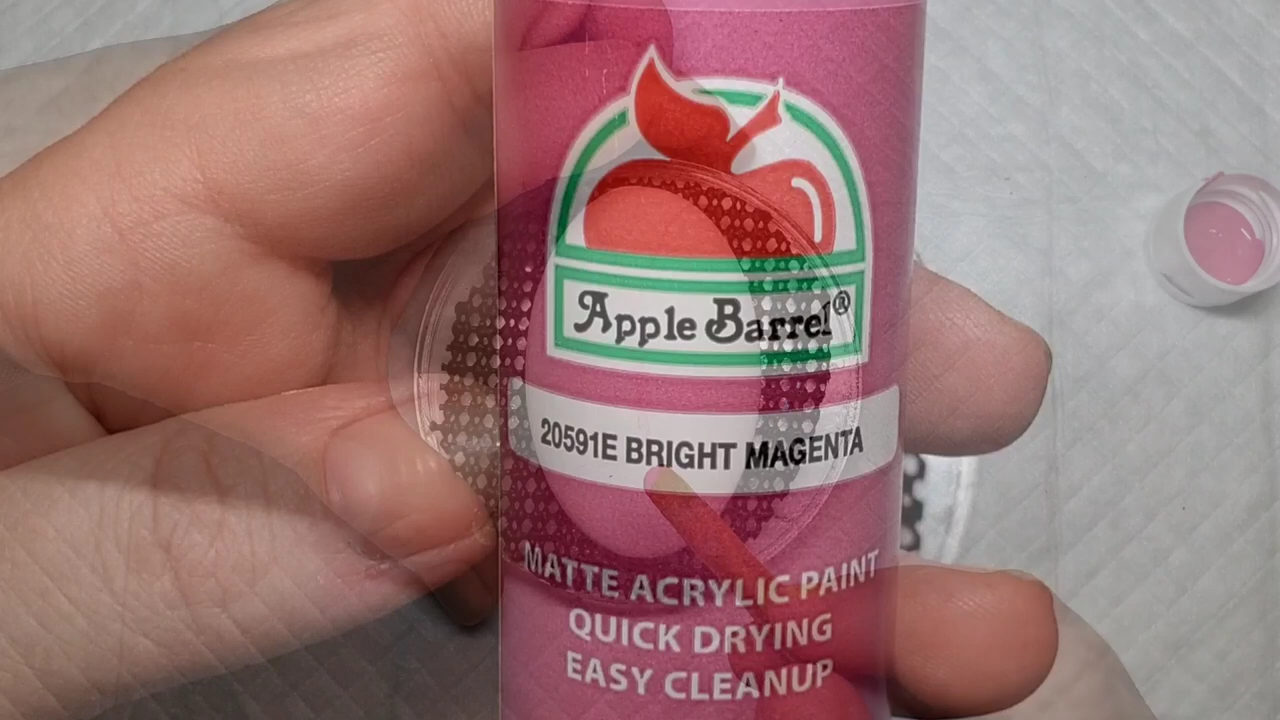 Apple Barrel®
20591E BRIGHT MAGENTA
MATTE ACRYLIC PAINT
QUICK DRYING
EASY CLEANUP